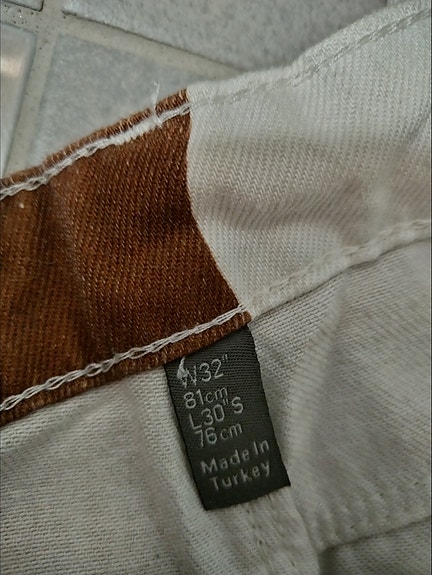 W32"
81cm
L30"S
76cm
Made In
Turkey